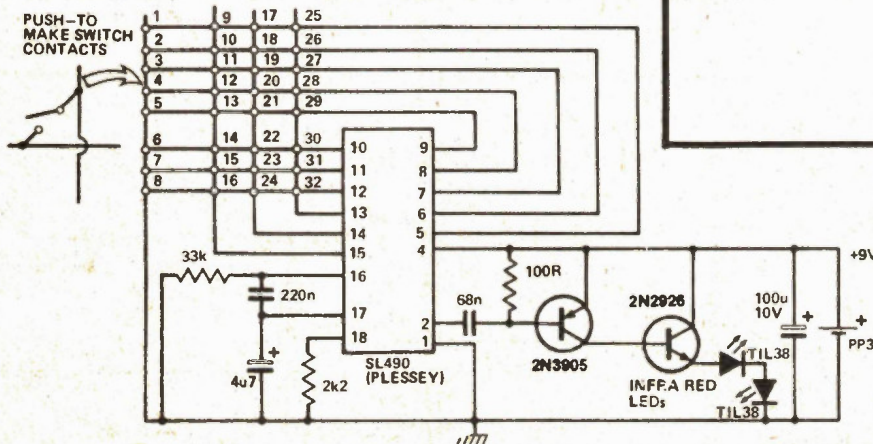 PUSH-TO
MAKE SWITCH
CONTACTS
1 9 17 25
2 10 18 26
3 11 19 27
4 12 20 28
5 13 21 29
6 14 22 30
7 15 23 31
8 16 24 32
10 9
11 8
12 7
13 6
14 5
15 4
16
17 2
18 1
33k
220n
4u7
2k2
SL490
(PLESSEY)
68n
100R
2N3905
2N2926
INFRA RED
LEDs
TIL38
TIL38
100u
10V
+9V
PP3